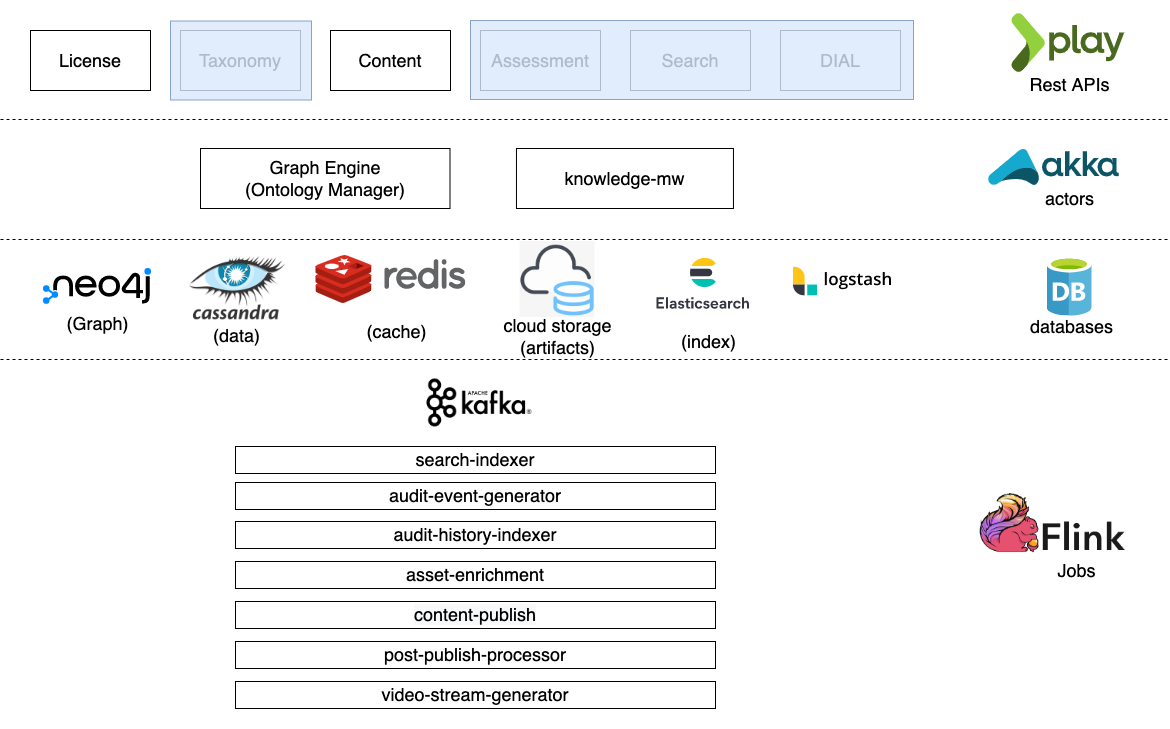 License
Taxonomy
Content
Assessment
Search
DIAL
play
Rest APIs
Graph Engine
(Ontology Manager)
knowledge-mw
akka
actors
neo4j
(Graph)
cassandra
(data)
redis
(cache)
cloud storage
(artifacts)
Elasticsearch
(index)
logstash
DB
databases
APACHE
kafka®
search-indexer
audit-event-generator
audit-history-indexer
asset-enrichment
content-publish
post-publish-processor
video-stream-generator
Flink
Jobs